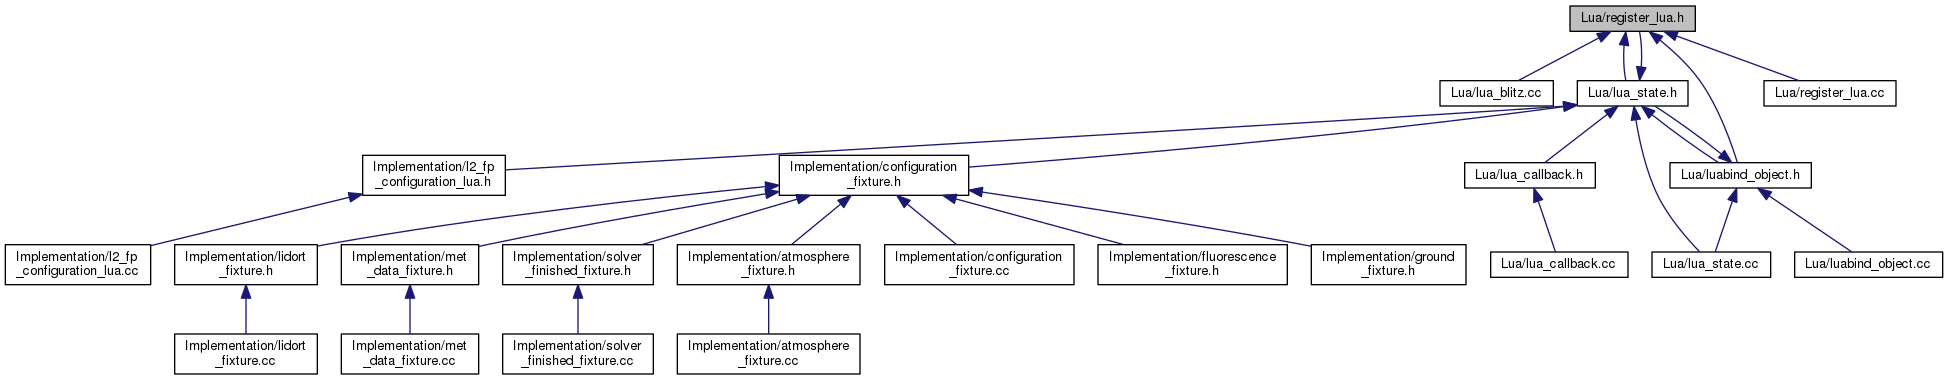 Lua/register_lua.h
Lua/lua_blitz.cc
Lua/lua_state.h
Lua/register_lua.cc
Implementation/l2_fp
_configuration_lua.h
Implementation/configuration
_fixture.h
Lua/lua_callback.h
Lua/luabind_object.h
Implementation/l2_fp
_configuration_lua.cc
Implementation/lidort
_fixture.h
Implementation/met
_data_fixture.h
Implementation/solver
_finished_fixture.h
Implementation/atmosphere
_fixture.h
Implementation/configuration
_fixture.cc
Implementation/fluorescence
_fixture.h
Implementation/ground
_fixture.h
Lua/lua_callback.cc
Lua/lua_state.cc
Lua/luabind_object.cc
Implementation/lidort
_fixture.cc
Implementation/met
_data_fixture.cc
Implementation/solver
_finished_fixture.cc
Implementation/atmosphere
_fixture.cc